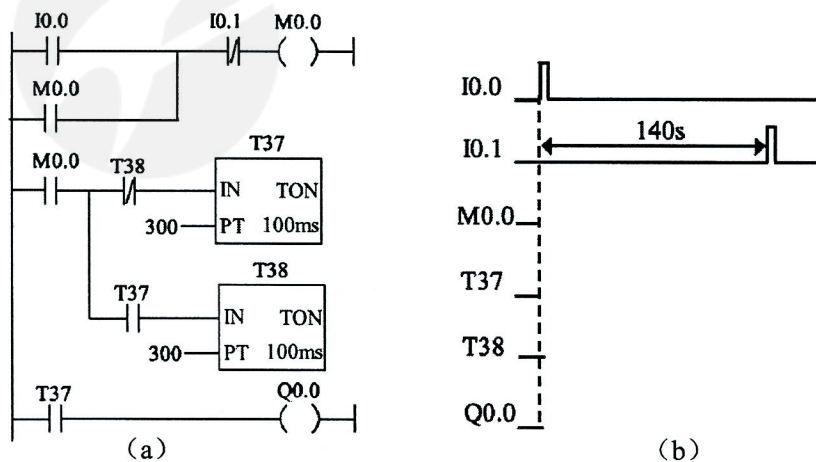 I0.0 I0.1 M0.0
M0.0
M0.0 T38 T37
IN TON
300 PT 100ms
T38
T37
IN TON
300 PT 100ms
T37 Q0.0
(a)
I0.0
140s
I0.1
M0.0
T37
T38
Q0.0
(b)